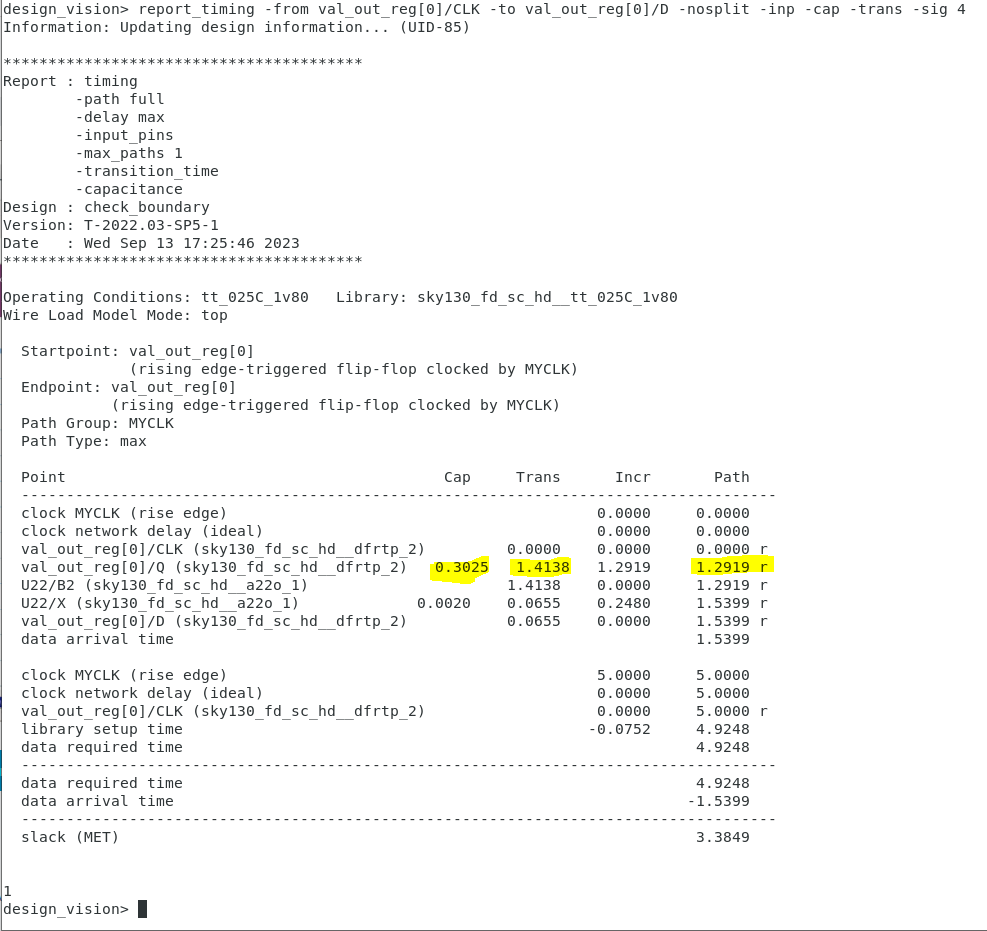 design_vision> report_timing -from val_out_reg[0]/CLK -to val_out_reg[0]/D -nosplit -inp -cap -trans -sig 4
Information: Updating design information... (UID-85)
****************************************
Report : timing
        -path full
        -delay max
        -input_pins
        -max_paths 1
        -transition_time
        -capacitance
Design : check_boundary
Version: T-2022.03-SP5-1
Date   : Wed Sep 13 17:25:46 2023
****************************************
Operating Conditions: tt_025C_1v80   Library: sky130_fd_sc_hd__tt_025C_1v80
Wire Load Model Mode: top
  Startpoint: val_out_reg[0]
              (rising edge-triggered flip-flop clocked by MYCLK)
  Endpoint: val_out_reg[0]
            (rising edge-triggered flip-flop clocked by MYCLK)
  Path Group: MYCLK
  Path Type: max
  Point                                          Cap     Trans      Incr       Path
  ------------------------------------------------------------------------------------
  clock MYCLK (rise edge)                                         0.0000     0.0000
  clock network delay (ideal)                                     0.0000     0.0000
  val_out_reg[0]/CLK (sky130_fd_sc_hd__dfrtp_2)         0.0000    0.0000     0.0000 r
  val_out_reg[0]/Q (sky130_fd_sc_hd__dfrtp_2)   0.3025   1.4138   1.2919     1.2919 r
  U22/B2 (sky130_fd_sc_hd__a22o_1)                      1.4138    0.0000     1.2919 r
  U22/X (sky130_fd_sc_hd__a22o_1)             0.0020    0.0655    0.2480     1.5399 r
  val_out_reg[0]/D (sky130_fd_sc_hd__dfrtp_2)           0.0655    0.0000     1.5399 r
  data arrival time                                                          1.5399
  clock MYCLK (rise edge)                                         5.0000     5.0000
  clock network delay (ideal)                                     0.0000     5.0000
  val_out_reg[0]/CLK (sky130_fd_sc_hd__dfrtp_2)                   0.0000     5.0000 r
  library setup time                                             -0.0752     4.9248
  data required time                                                         4.9248
  ------------------------------------------------------------------------------------
  data required time                                                         4.9248
  data arrival time                                                         -1.5399
  ------------------------------------------------------------------------------------
  slack (MET)                                                                3.3849
1
design_vision>